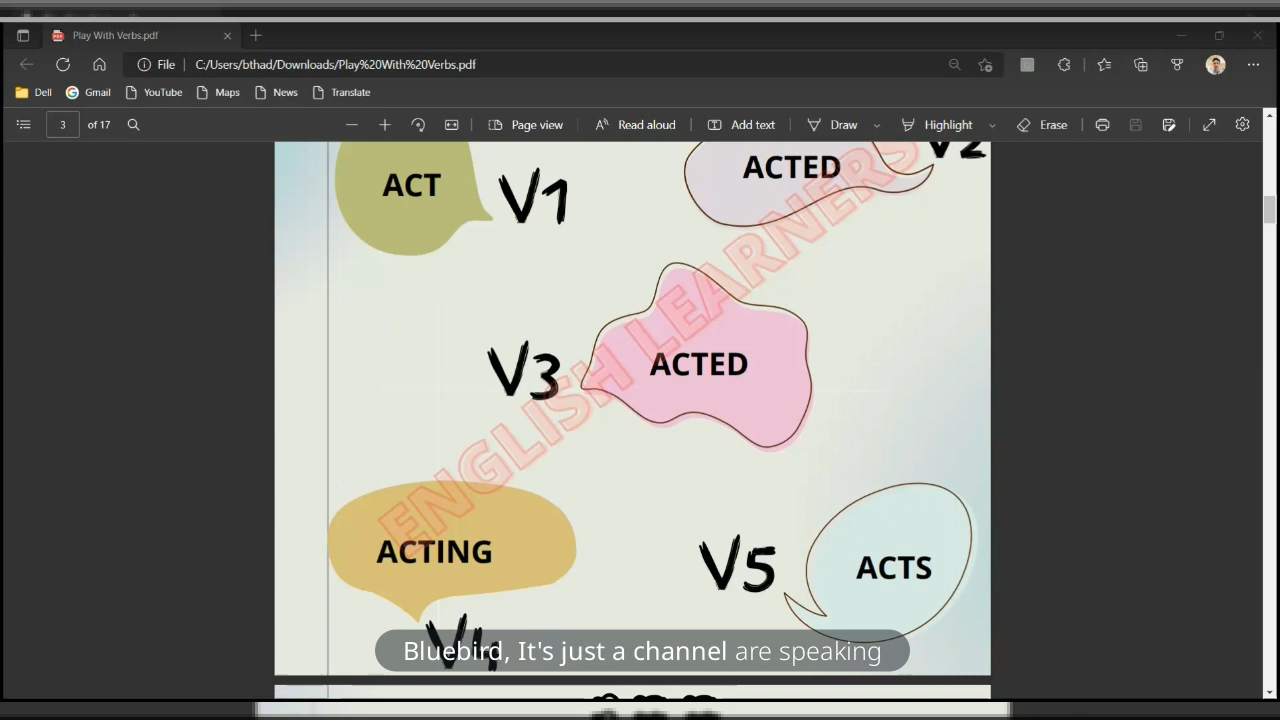 Play With Verbs.pdf
File C:/Users/bthad/Downloads/Play%20With%20Verbs.pdf
Dell Gmail YouTube Maps News Translate
3 of 17 Page view Read aloud Add text Draw Highlight Erase
ACT V1 ACTED V2
V3 ACTED
ENGLISH LEARNERS
ACTING V4
V5 ACTS
Bluebird, It's just a channel are speaking